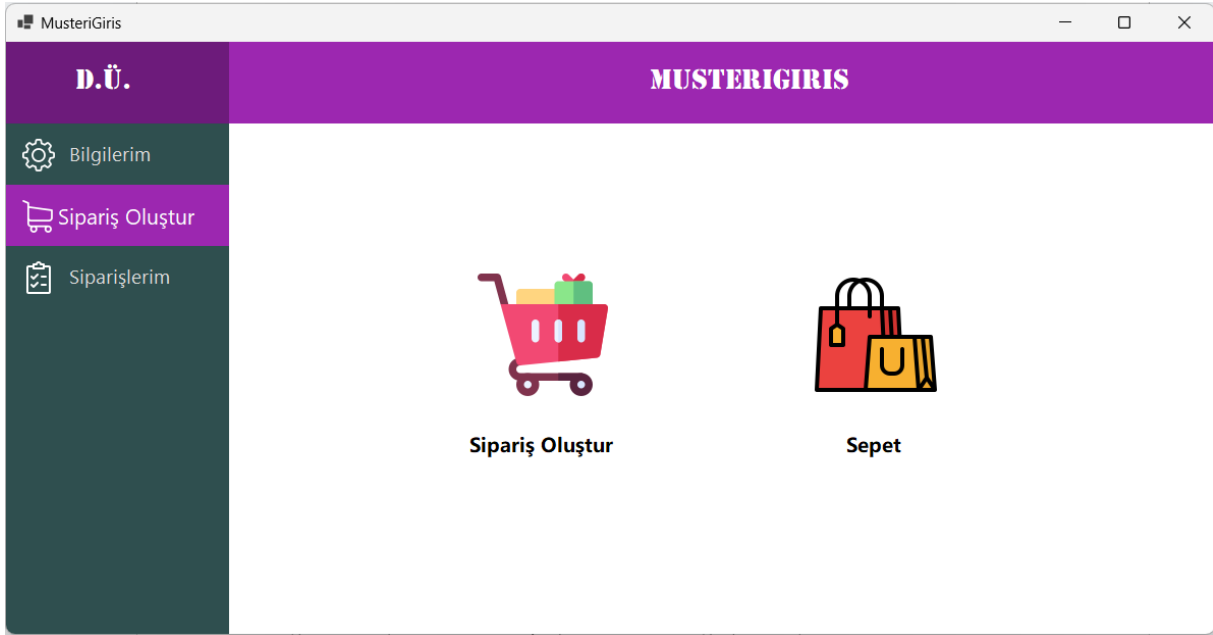 MusteriGiris
D.Ü.
MUSTERIGIRIS
Bilgilerim
Sipariş Oluştur
Siparişlerim
Sipariş Oluştur
Sepet